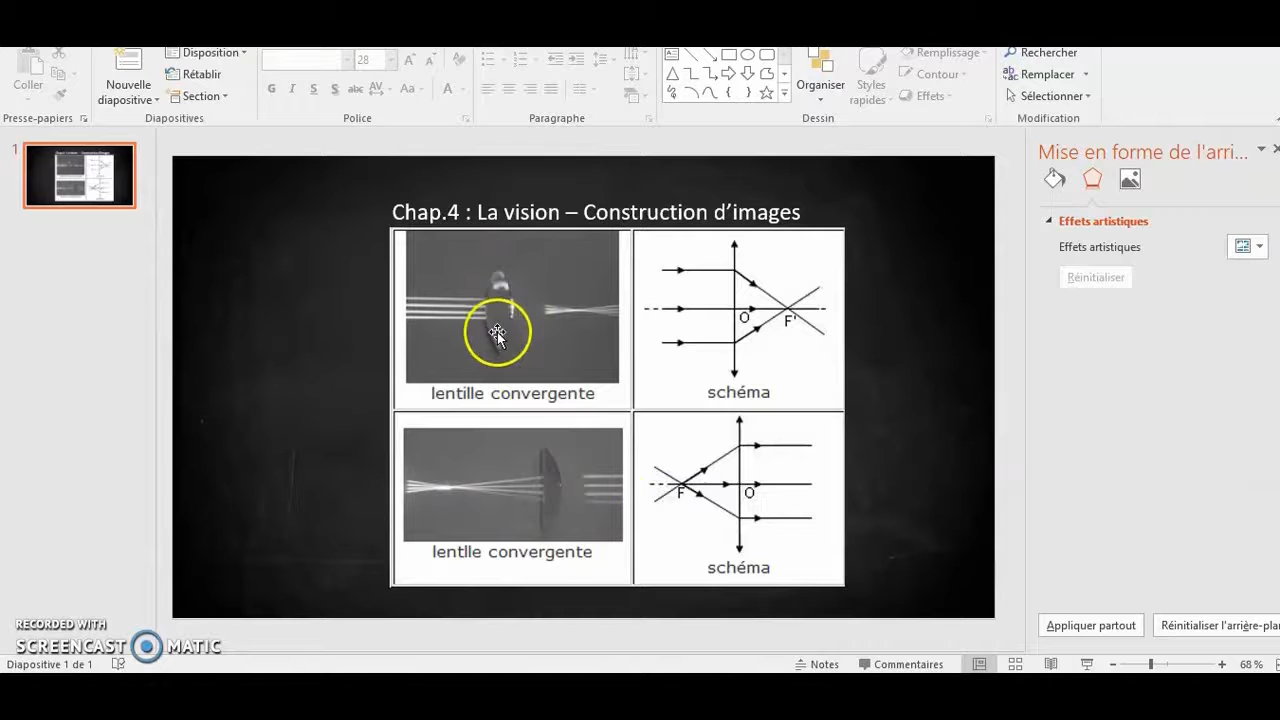 Coller
Presse-papiers
Nouvelle
diapositive
Disposition
Rétablir
Section
Diapositives
28
G I S S abc AV Aa A
Police
Paragraphe
Organiser
Styles
rapides
Remplissage
Contour
Effets
Dessin
Rechercher
Remplacer
Sélectionner
Modification
1
Chap.4 : La vision – Construction d'images
lentille convergente
O
F'
schéma
lentlle convergente
F
O
schéma
Mise en forme de l'arri...
Effets artistiques
Effets artistiques
Réinitialiser
Appliquer partout
Réinitialiser l'arrière-pla
RECORDED WITH
SCREENCAST MATIC
Diapositive 1 de 1
Notes
Commentaires
68 %